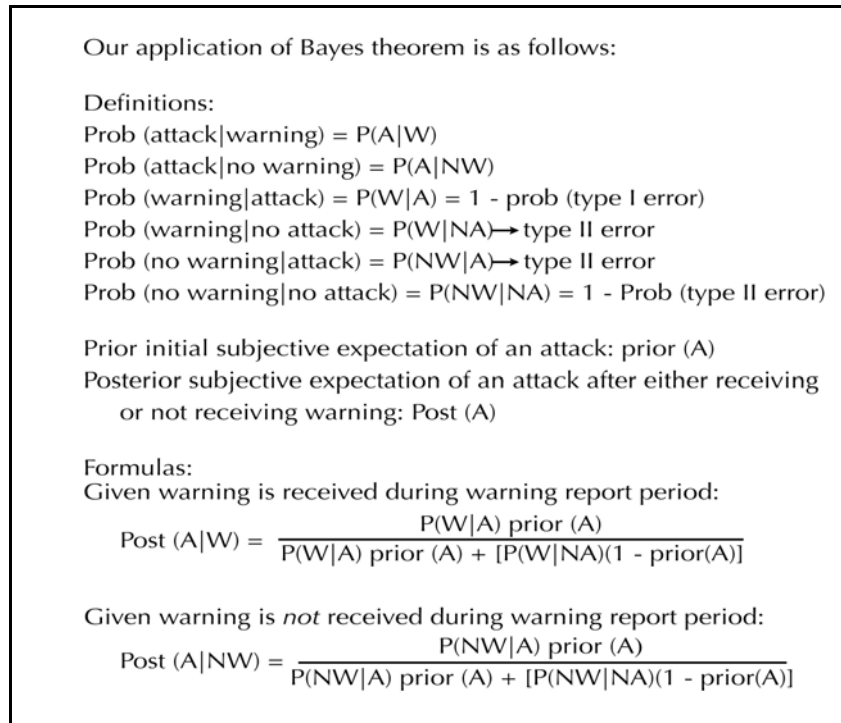 Our application of Bayes theorem is as follows:
Definitions:
Prob (attack|warning) = P(A|W)
Prob (attack|no warning) = P(A|NW)
Prob (warning|attack) = P(W|A) = 1 - prob (type I error)
Prob (warning|no attack) = P(W|NA)→ type II error
Prob (no warning|attack) = P(NW|A)→ type II error
Prob (no warning|no attack) = P(NW|NA) = 1 - Prob (type II error)
Prior initial subjective expectation of an attack: prior (A)
Posterior subjective expectation of an attack after either receiving
or not receiving warning: Post (A)
Formulas:
Given warning is received during warning report period:
P(W|A) prior (A)
Post (A|W) =
P(W|A) prior (A) + [P(W|NA)(1 - prior(A)]
Given warning is not received during warning report period:
P(NW|A) prior (A)
Post (A|NW) =
P(NW|A) prior (A) + [P(NW|NA)(1 - prior(A)]